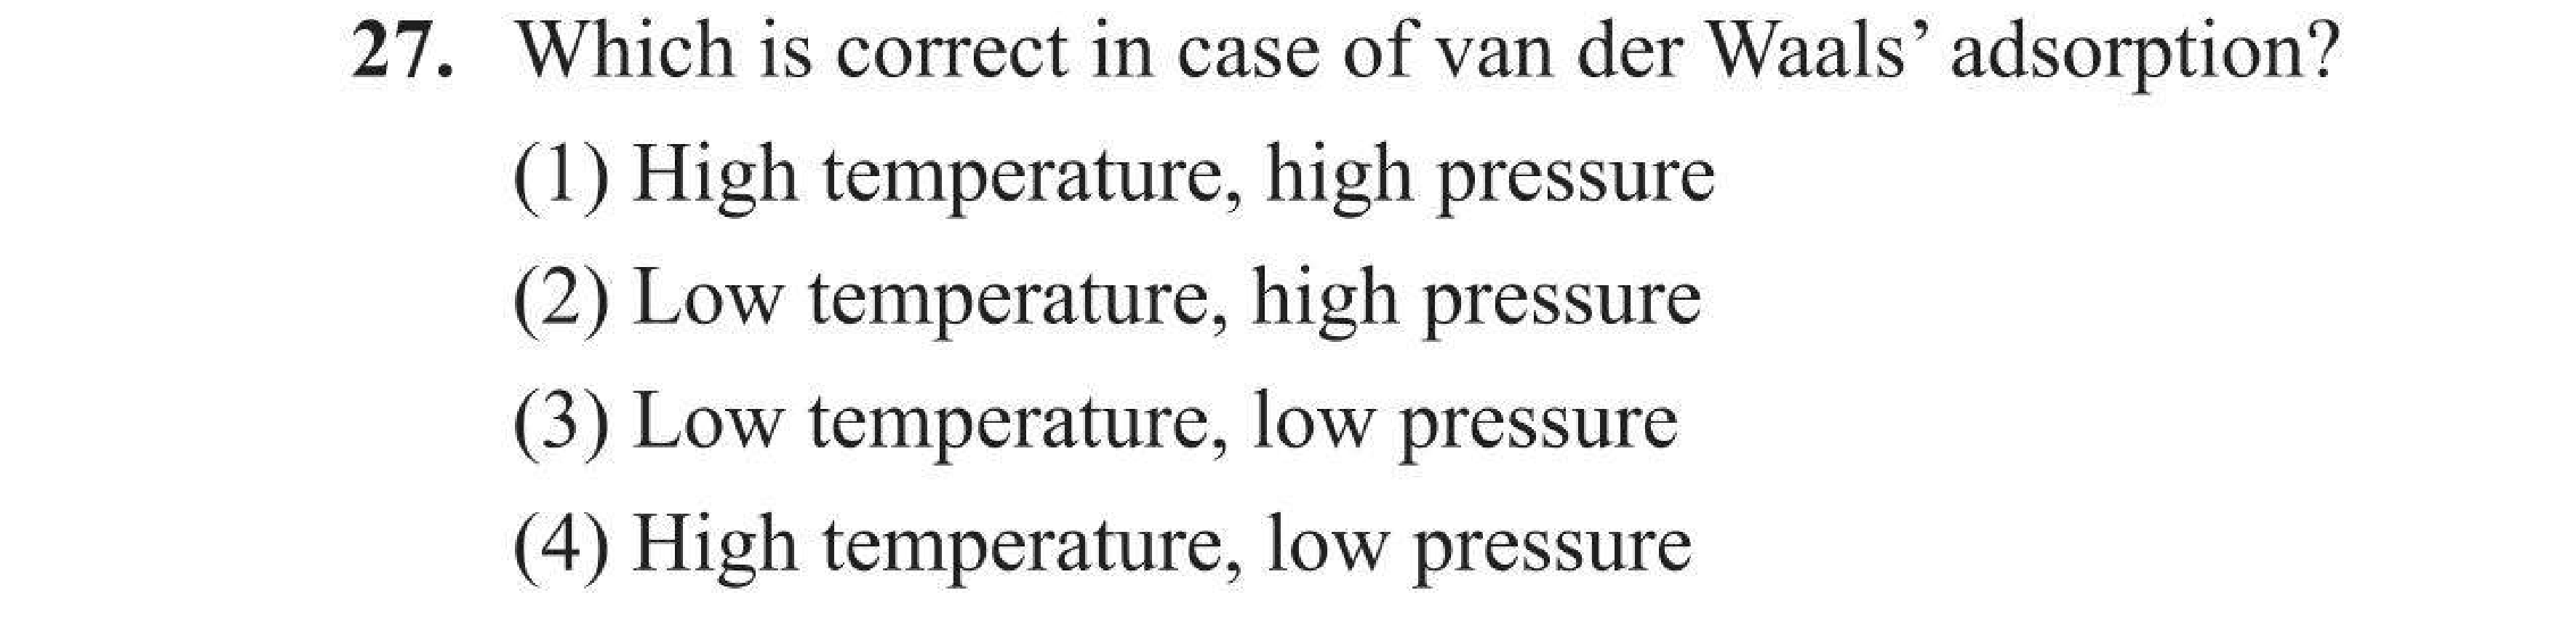 27. Which is correct in case of van der Waals’ adsorption?
(1) High temperature, high pressure
(2) Low temperature, high pressure
(3) Low temperature, low pressure
(4) High temperature, low pressure